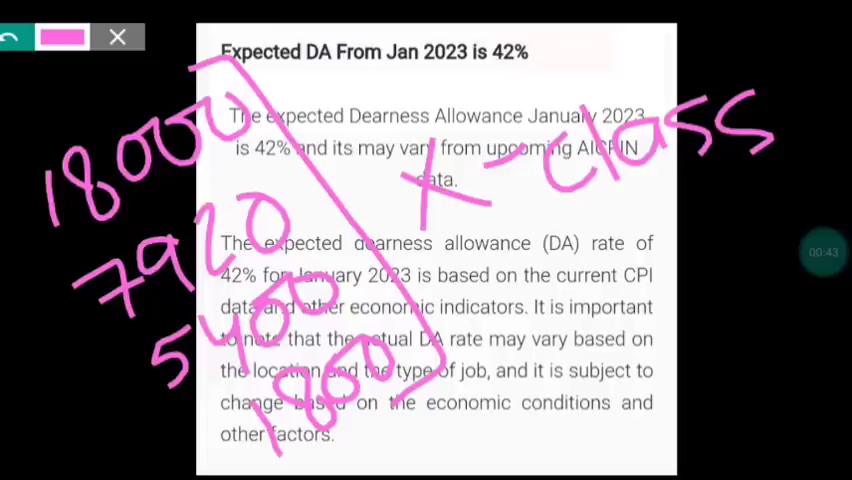 Expected DA From Jan 2023 is 42%
The expected Dearness Allowance January 2023
is 42% and its may vary from upcoming AICPIN
data.
The expected dearness allowance (DA) rate of
42% for January 2023 is based on the current CPI
data and other economic indicators. It is important
to note that the actual DA rate may vary based on
the location and the type of job, and it is subject to
change based on the economic conditions and
other factors.
18000
7920
5400
1800
X-class
00:43